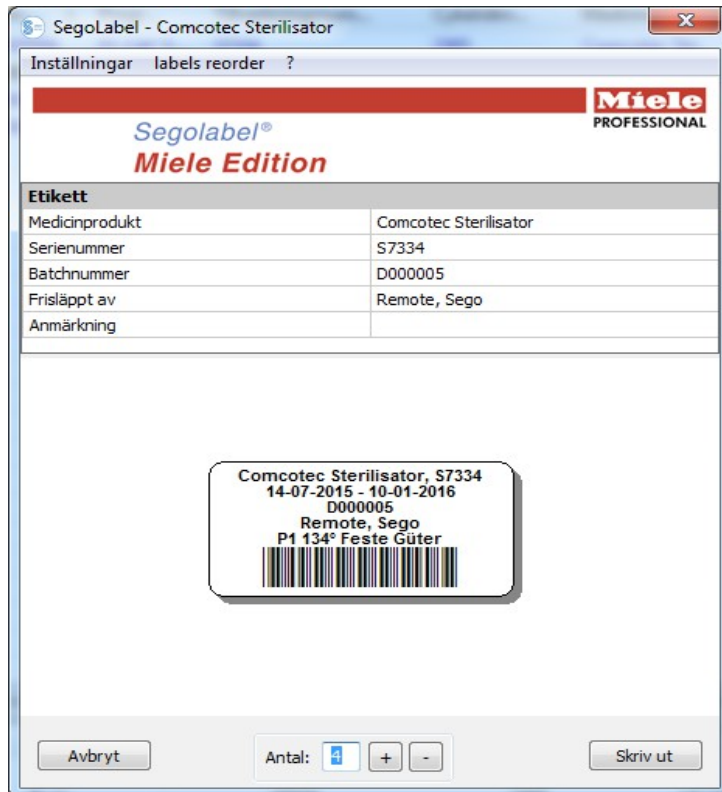 SegoLabel - Comcotec Sterilisator
Inställningar labels reorder ?
Miele
PROFESSIONAL
Segolabel®
Miele Edition
Etikett
Medicinprodukt Comcotec Sterilisator
Serienummer S7334
Batchnummer D000005
Frisläppt av Remote, Sego
Anmärkning
Comcotec Sterilisator, S7334
14-07-2015 - 10-01-2016
D000005
Remote, Sego
P1 134° Feste Güter
Avbryt Antal: 4 + - Skriv ut